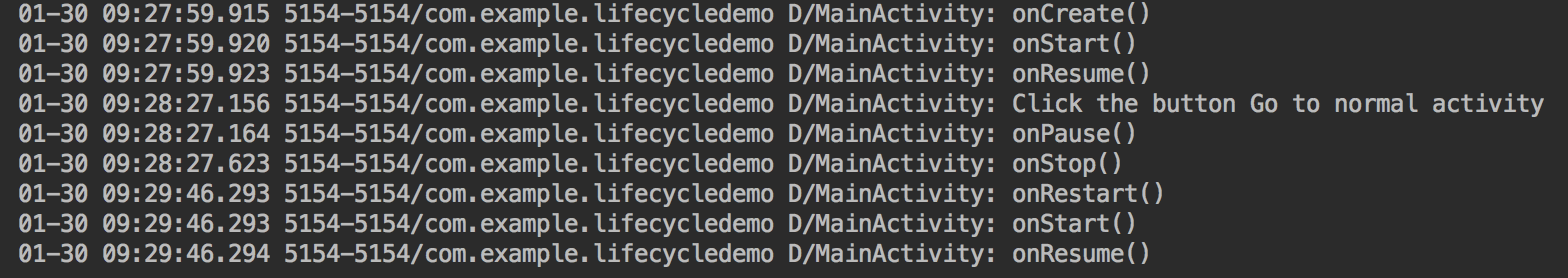 01-30 09:27:59.915 5154-5154/com.example.lifecycledemo D/MainActivity: onCreate()
01-30 09:27:59.920 5154-5154/com.example.lifecycledemo D/MainActivity: onStart()
01-30 09:27:59.923 5154-5154/com.example.lifecycledemo D/MainActivity: onResume()
01-30 09:28:27.156 5154-5154/com.example.lifecycledemo D/MainActivity: Click the button Go to normal activity
01-30 09:28:27.164 5154-5154/com.example.lifecycledemo D/MainActivity: onPause()
01-30 09:28:27.623 5154-5154/com.example.lifecycledemo D/MainActivity: onStop()
01-30 09:29:46.293 5154-5154/com.example.lifecycledemo D/MainActivity: onRestart()
01-30 09:29:46.293 5154-5154/com.example.lifecycledemo D/MainActivity: onStart()
01-30 09:29:46.294 5154-5154/com.example.lifecycledemo D/MainActivity: onResume()